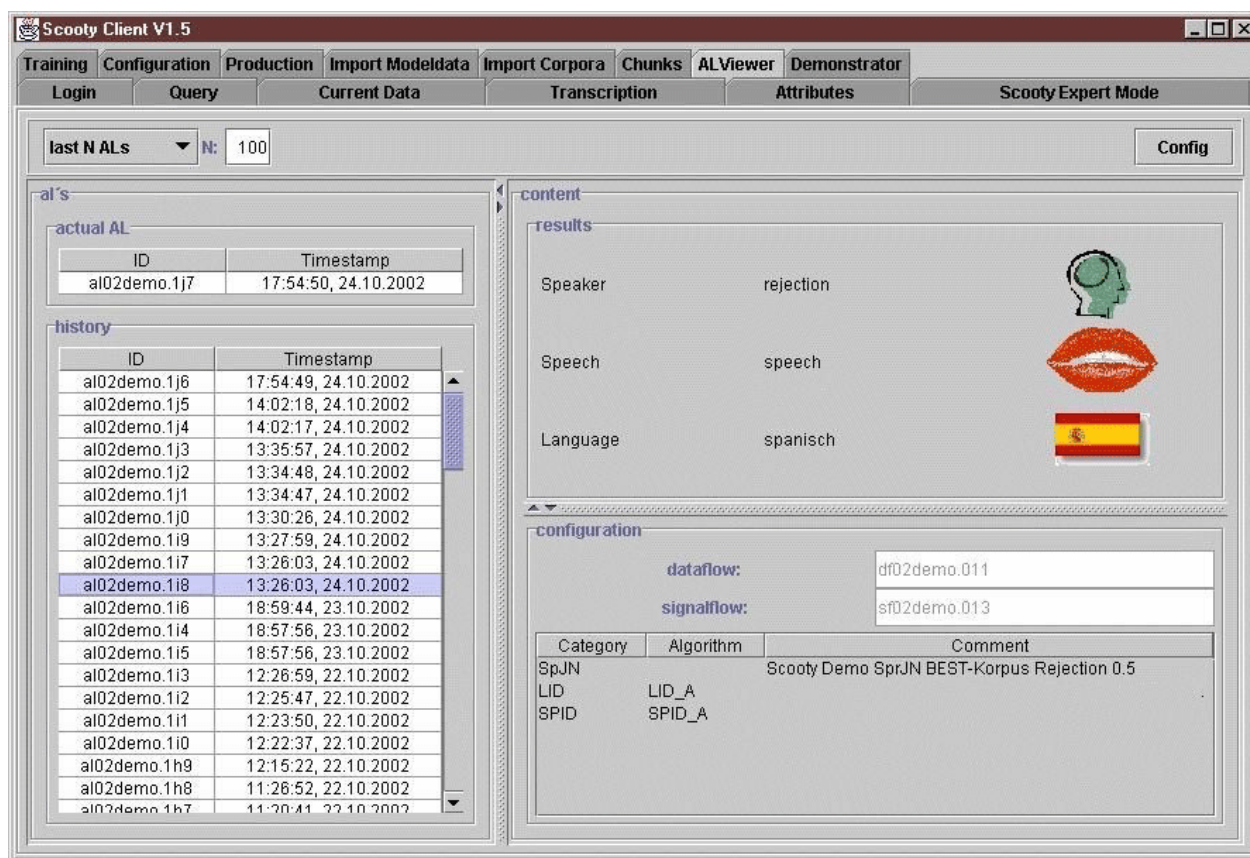 Scooty Client V1.5
Training Configuration Production Import Modeldata Import Corpora Chunks ALViewer Demonstrator
Login Query Current Data Transcription Attributes Scooty Expert Mode
last N ALs N: 100 Config
al´s
actual AL
ID Timestamp
al02demo.1j7 17:54:50, 24.10.2002
history
ID Timestamp
al02demo.1j6 17:54:49, 24.10.2002
al02demo.1j5 14:02:18, 24.10.2002
al02demo.1j4 14:02:17, 24.10.2002
al02demo.1j3 13:35:57, 24.10.2002
al02demo.1j2 13:34:48, 24.10.2002
al02demo.1j1 13:34:47, 24.10.2002
al02demo.1j0 13:30:26, 24.10.2002
al02demo.1i9 13:27:59, 24.10.2002
al02demo.1i7 13:26:03, 24.10.2002
al02demo.1i8 13:26:03, 24.10.2002
al02demo.1i6 18:59:44, 23.10.2002
al02demo.1i4 18:57:56, 23.10.2002
al02demo.1i5 18:57:56, 23.10.2002
al02demo.1i3 12:26:59, 22.10.2002
al02demo.1i2 12:25:47, 22.10.2002
al02demo.1i1 12:23:50, 22.10.2002
al02demo.1i0 12:22:37, 22.10.2002
al02demo.1h9 12:15:22, 22.10.2002
al02demo.1h8 11:26:52, 22.10.2002
al02demo.1h7 11:20:41, 22.10.2002
content
results
Speaker rejection
Speech speech
Language spanisch
configuration
dataflow: df02demo.011
signalflow: sf02demo.013
Category Algorithm Comment
SpJN Scooty Demo SprJN BEST-Korpus Rejection 0.5
LID LID_A .
SPID SPID_A